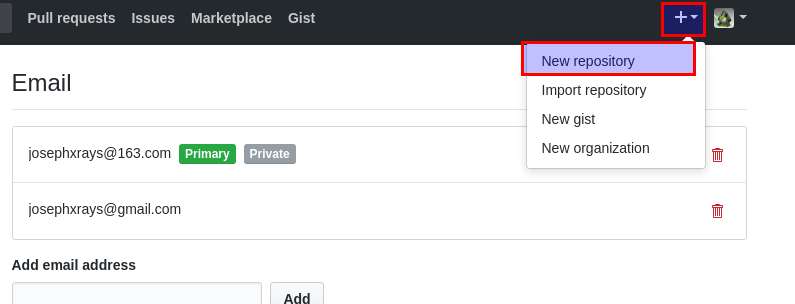 Pull requests Issues Marketplace Gist
New repository
Import repository
New gist
New organization
Email
josephxrays@163.com Primary Private
josephxrays@gmail.com
Add email address
Add